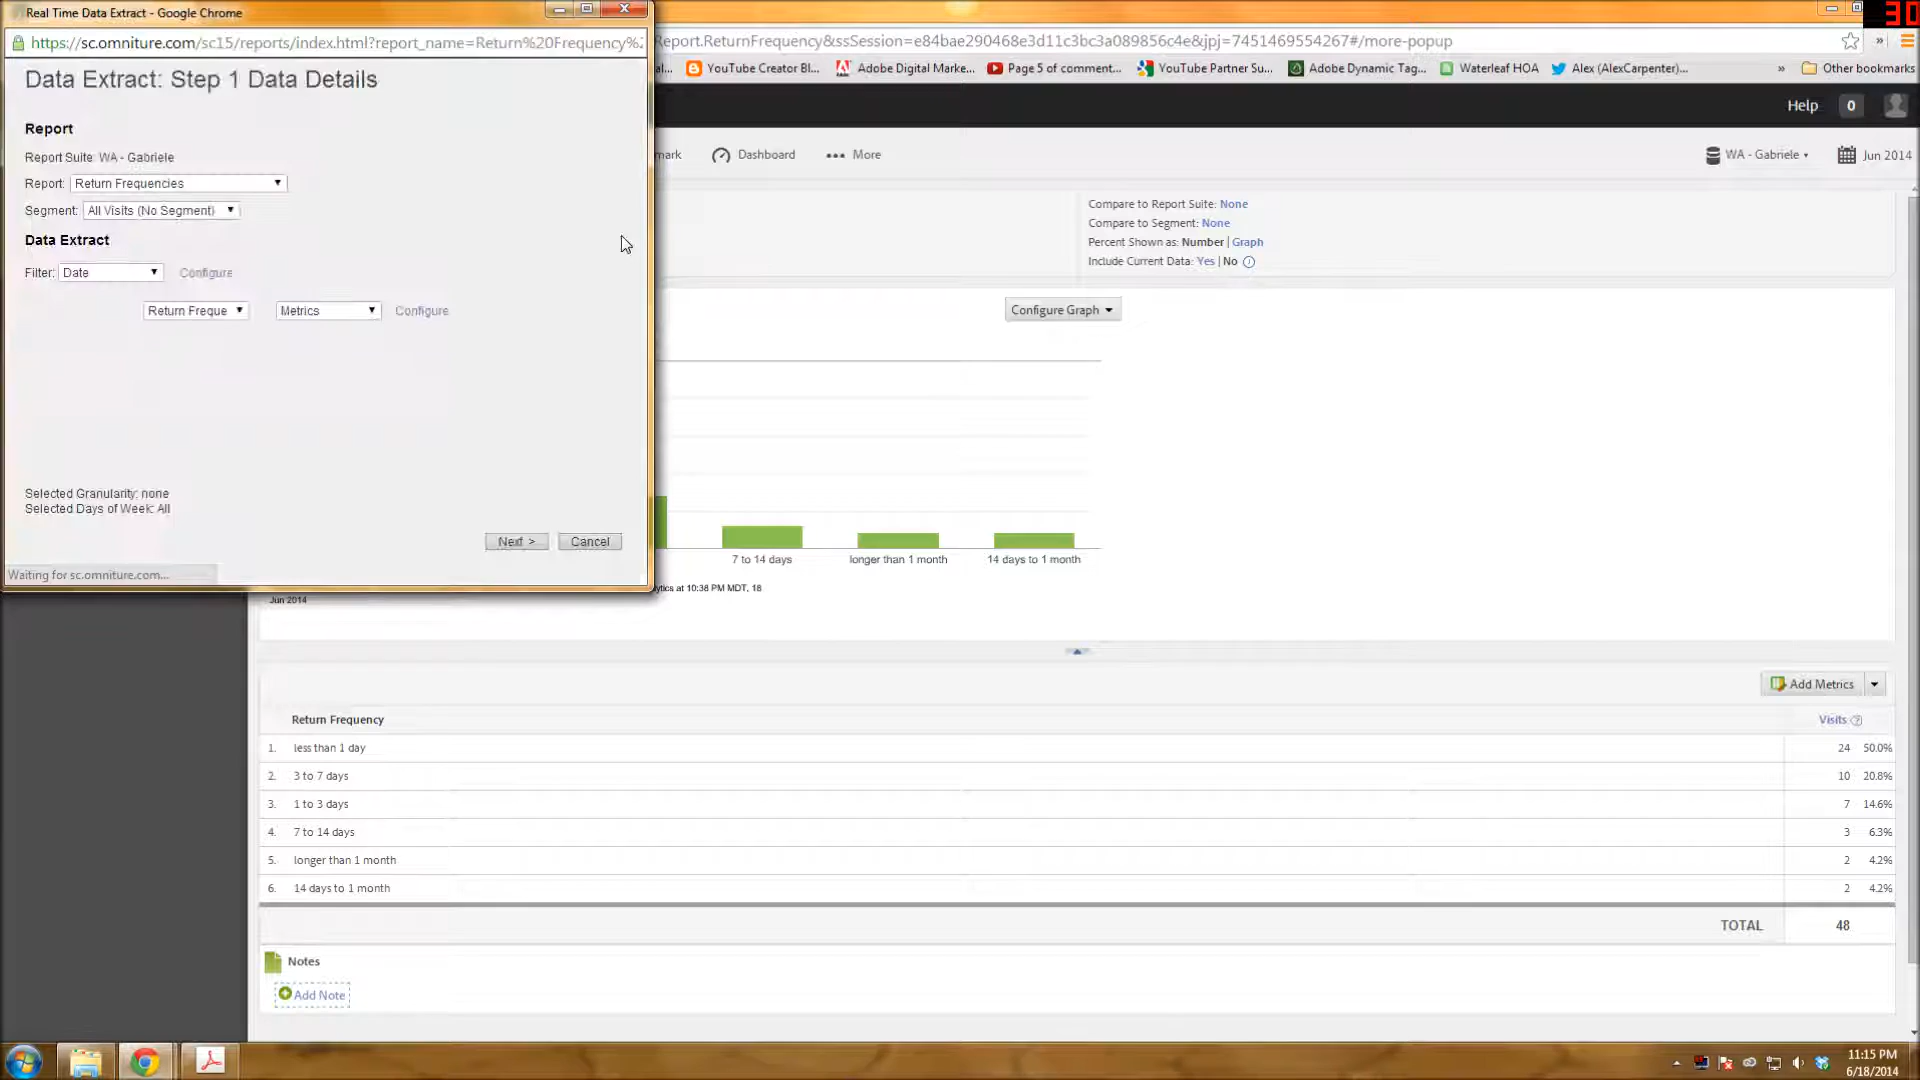 Real Time Data Extract - Google Chrome
30
https://sc.omniture.com/sc15/reports/index.html?report_name=Return%20Frequency%2
Report.ReturnFrequency&ssSession=e84bae290468e3d11c3bc3a089856c4e&jpj=7451469554267#/more-popup
al...
YouTube Creator Bl...
Adobe Digital Marke...
Page 5 of comment...
YouTube Partner Su...
Adobe Dynamic Tag...
Waterleaf HOA
Alex (AlexCarpenter)...
»
Other bookmarks
Data Extract: Step 1 Data Details
Help
0
Report
Report Suite: WA - Gabriele
mark
Dashboard
More
WA - Gabriele
Jun 2014
Report: Return Frequencies
Segment: All Visits (No Segment)
Compare to Report Suite: None
Compare to Segment: None
Percent Shown as: Number | Graph
Include Current Data: Yes | No
Data Extract
Filter: Date Configure
Return Freque Metrics Configure
Configure Graph
Selected Granularity: none
Selected Days of Week: All
Next > Cancel
7 to 14 days
longer than 1 month
14 days to 1 month
Waiting for sc.omniture.com...
lytics at 10:38 PM MDT, 18
Jun 2014
Add Metrics
Return Frequency Visits
1. less than 1 day 24 50.0%
2. 3 to 7 days 10 20.8%
3. 1 to 3 days 7 14.6%
4. 7 to 14 days 3 6.3%
5. longer than 1 month 2 4.2%
6. 14 days to 1 month 2 4.2%
TOTAL 48
Notes
Add Note
11:15 PM
6/18/2014